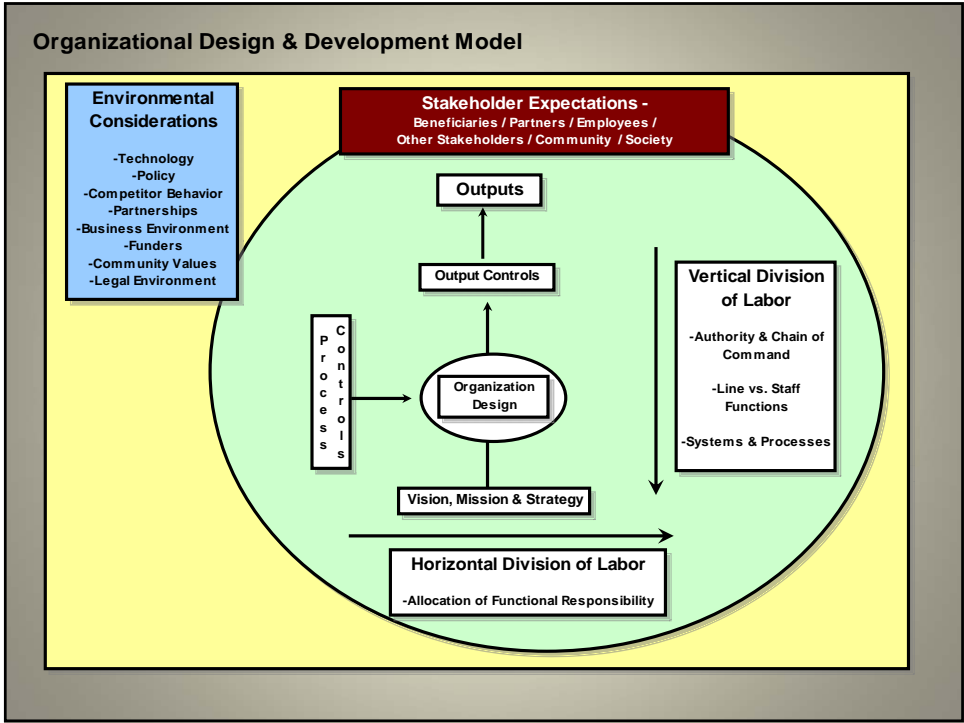 Organizational Design & Development Model
Environmental
Considerations
-Technology
-Policy
-Competitor Behavior
-Partnerships
-Business Environment
-Funders
-Community Values
-Legal Environment
Stakeholder Expectations -
Beneficiaries / Partners / Employees /
Other Stakeholders / Community / Society
Outputs
Output Controls
Process
Controls
Organization
Design
Vision, Mission & Strategy
Vertical Division
of Labor
-Authority & Chain of
Command
-Line vs. Staff
Functions
-Systems & Processes
Horizontal Division of Labor
-Allocation of Functional Responsibility